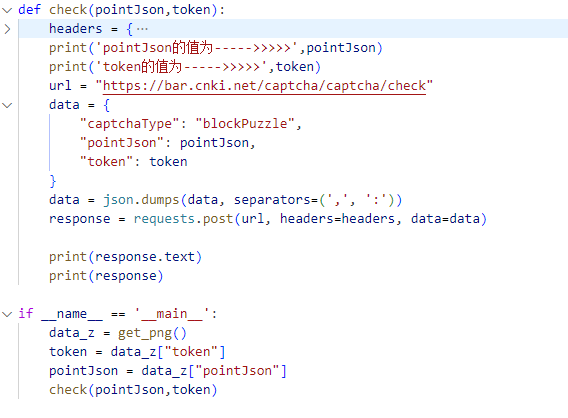 def check(pointJson,token):
    headers = {…
    print('pointJson的值为----->>>>>',pointJson)
    print('token的值为----->>>>>',token)
    url = "https://bar.cnki.net/captcha/captcha/check"
    data = {
        "captchaType": "blockPuzzle",
        "pointJson": pointJson,
        "token": token
    }
    data = json.dumps(data, separators=(',', ':'))
    response = requests.post(url, headers=headers, data=data)
    print(response.text)
    print(response)
if __name__ == '__main__':
    data_z = get_png()
    token = data_z["token"]
    pointJson = data_z["pointJson"]
    check(pointJson,token)